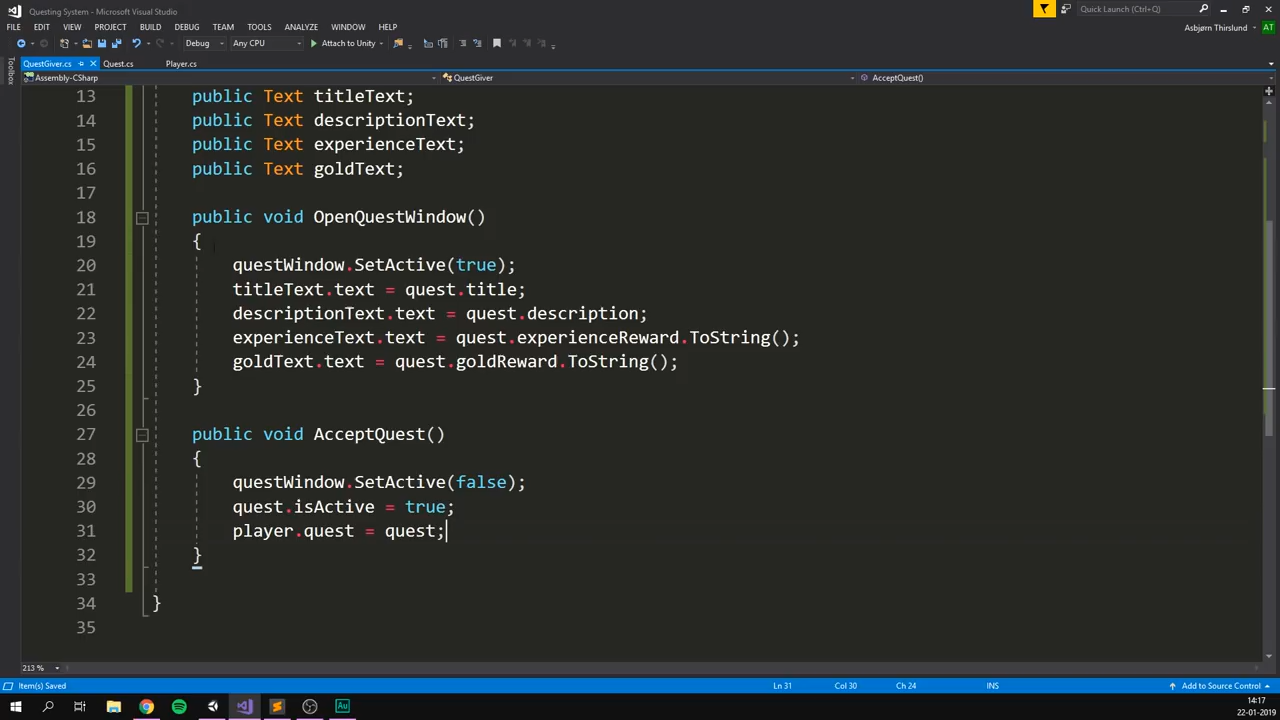 Questing System - Microsoft Visual Studio
Quick Launch (Ctrl+Q)
FILE EDIT VIEW PROJECT BUILD DEBUG TEAM TOOLS ANALYZE WINDOW HELP
Asbjørn Thirslund AT
Debug Any CPU Attach to Unity
Toolbox
QuestGiver.cs Quest.cs Player.cs
Assembly-CSharp QuestGiver AcceptQuest()
13 public Text titleText;
14 public Text descriptionText;
15 public Text experienceText;
16 public Text goldText;
17
18 public void OpenQuestWindow()
19 {
20 questWindow.SetActive(true);
21 titleText.text = quest.title;
22 descriptionText.text = quest.description;
23 experienceText.text = quest.experienceReward.ToString();
24 goldText.text = quest.goldReward.ToString();
25 }
26
27 public void AcceptQuest()
28 {
29 questWindow.SetActive(false);
30 quest.isActive = true;
31 player.quest = quest;
32 }
33
34 }
35
213 %
Item(s) Saved Ln 31 Col 30 Ch 24 INS Add to Source Control
Au
14:17
22-01-2019